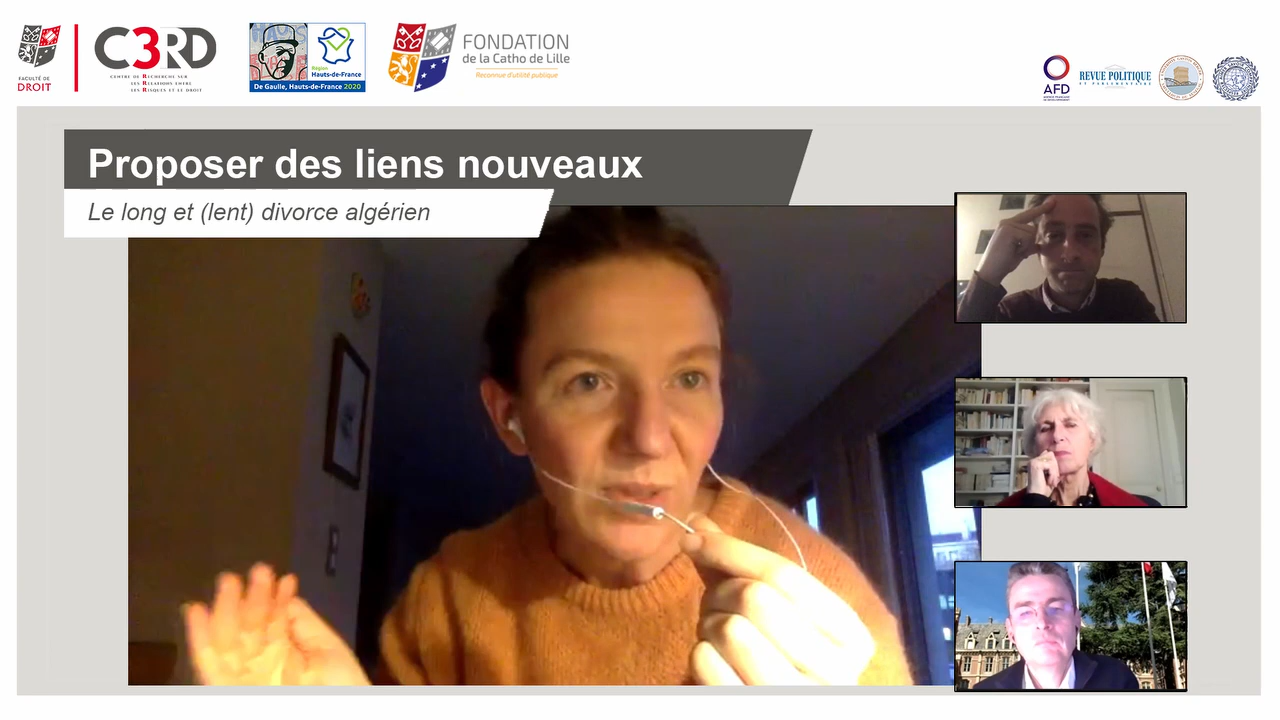 FACULTÉ DE
DROIT
C3RD
CENTRE DE RECHERCHE SUR
LES RELATIONS ENTRE
LES RISQUES ET LE DROIT
Région
Hauts-de-France
De Gaulle, Hauts-de-France 2020
FONDATION
de la Catho de Lille
Reconnue d'utilité publique
AFD
REVUE POLITIQUE
ET PARLEMENTAIRE
Proposer des liens nouveaux
Le long et (lent) divorce algérien